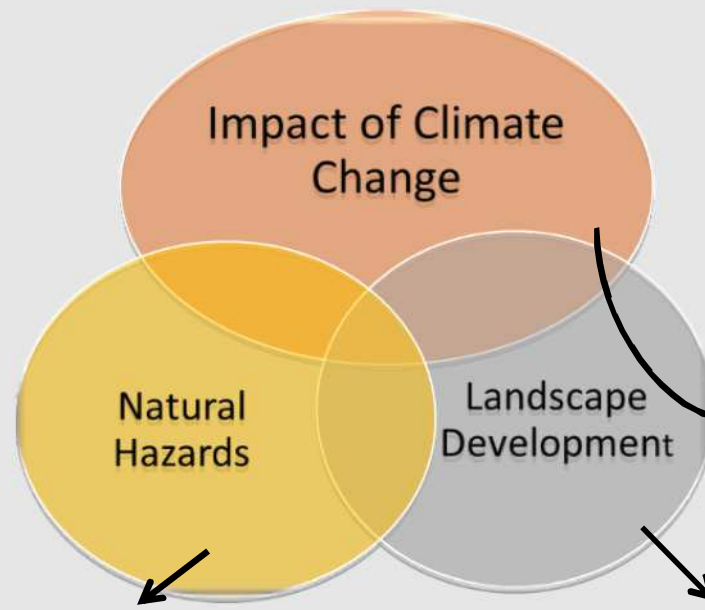 Impact of Climate
Change
Natural
Hazards
Landscape
Development